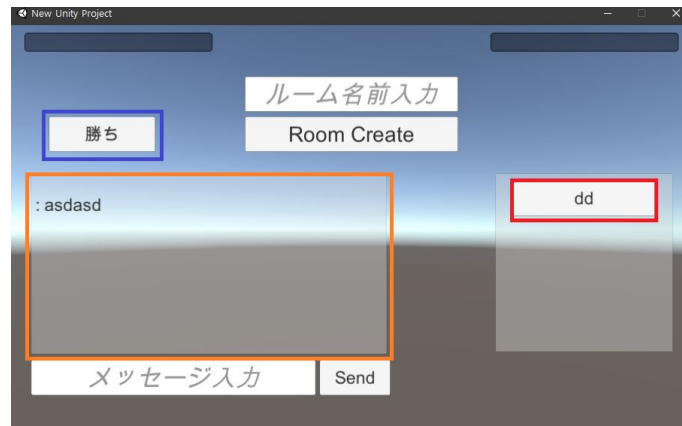 New Unity Project
ルーム名前入力
勝ち
Room Create
: asdasd
dd
メッセージ入力
Send